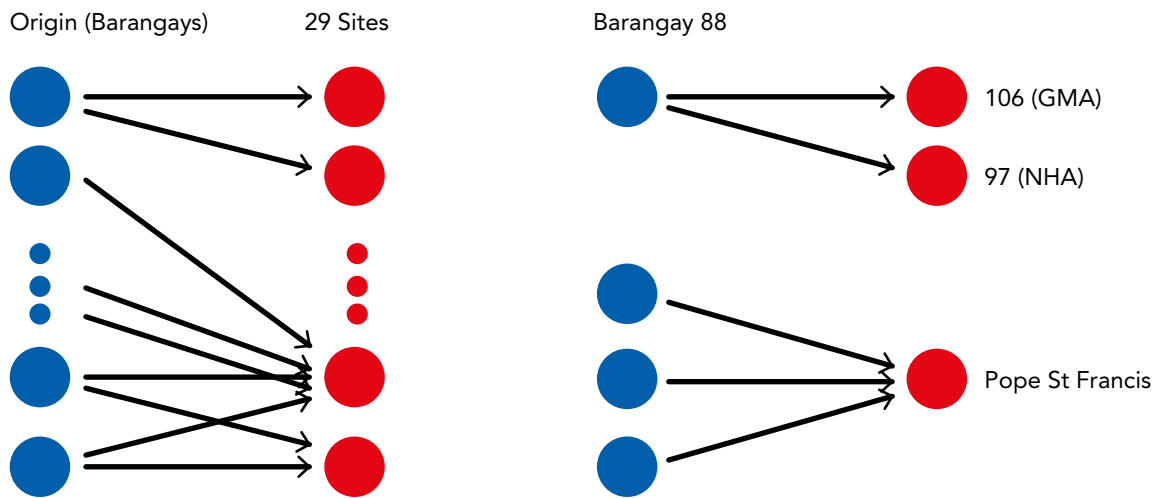 Origin (Barangays)
29 Sites
Barangay 88
106 (GMA)
97 (NHA)
Pope St Francis